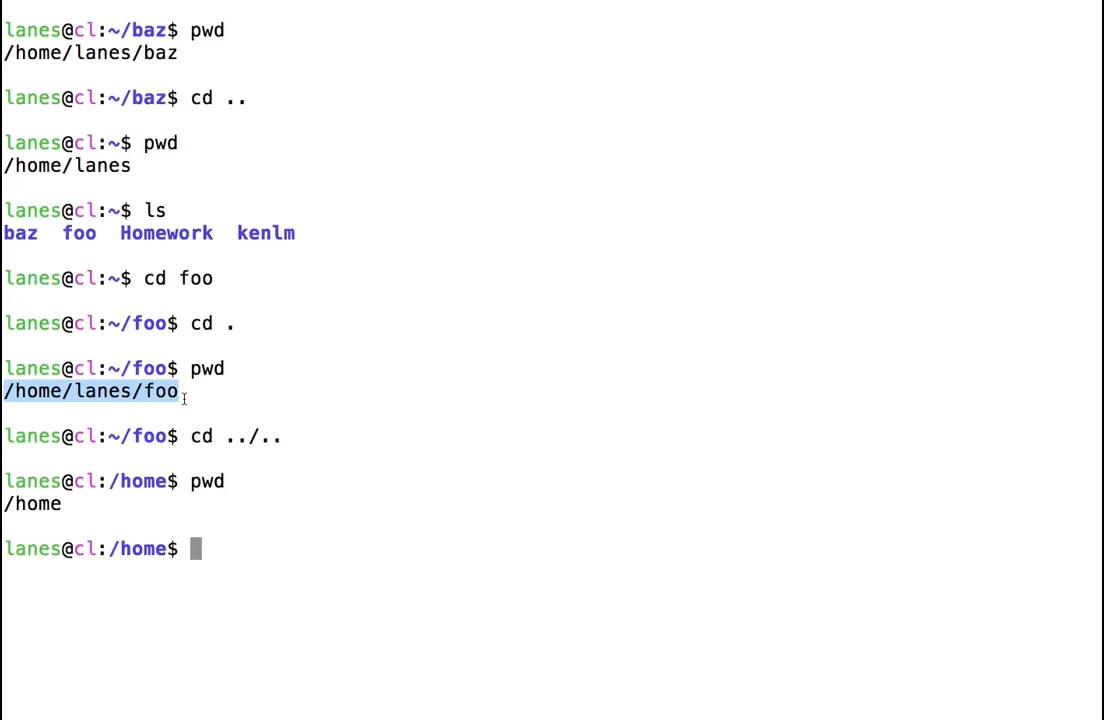 lanes@cl:~/baz$ pwd
/home/lanes/baz
lanes@cl:~/baz$ cd ..
lanes@cl:~$ pwd
/home/lanes
lanes@cl:~$ ls
baz  foo  Homework  kenlm
lanes@cl:~$ cd foo
lanes@cl:~/foo$ cd .
lanes@cl:~/foo$ pwd
/home/lanes/foo
lanes@cl:~/foo$ cd ../..
lanes@cl:/home$ pwd
/home
lanes@cl:/home$